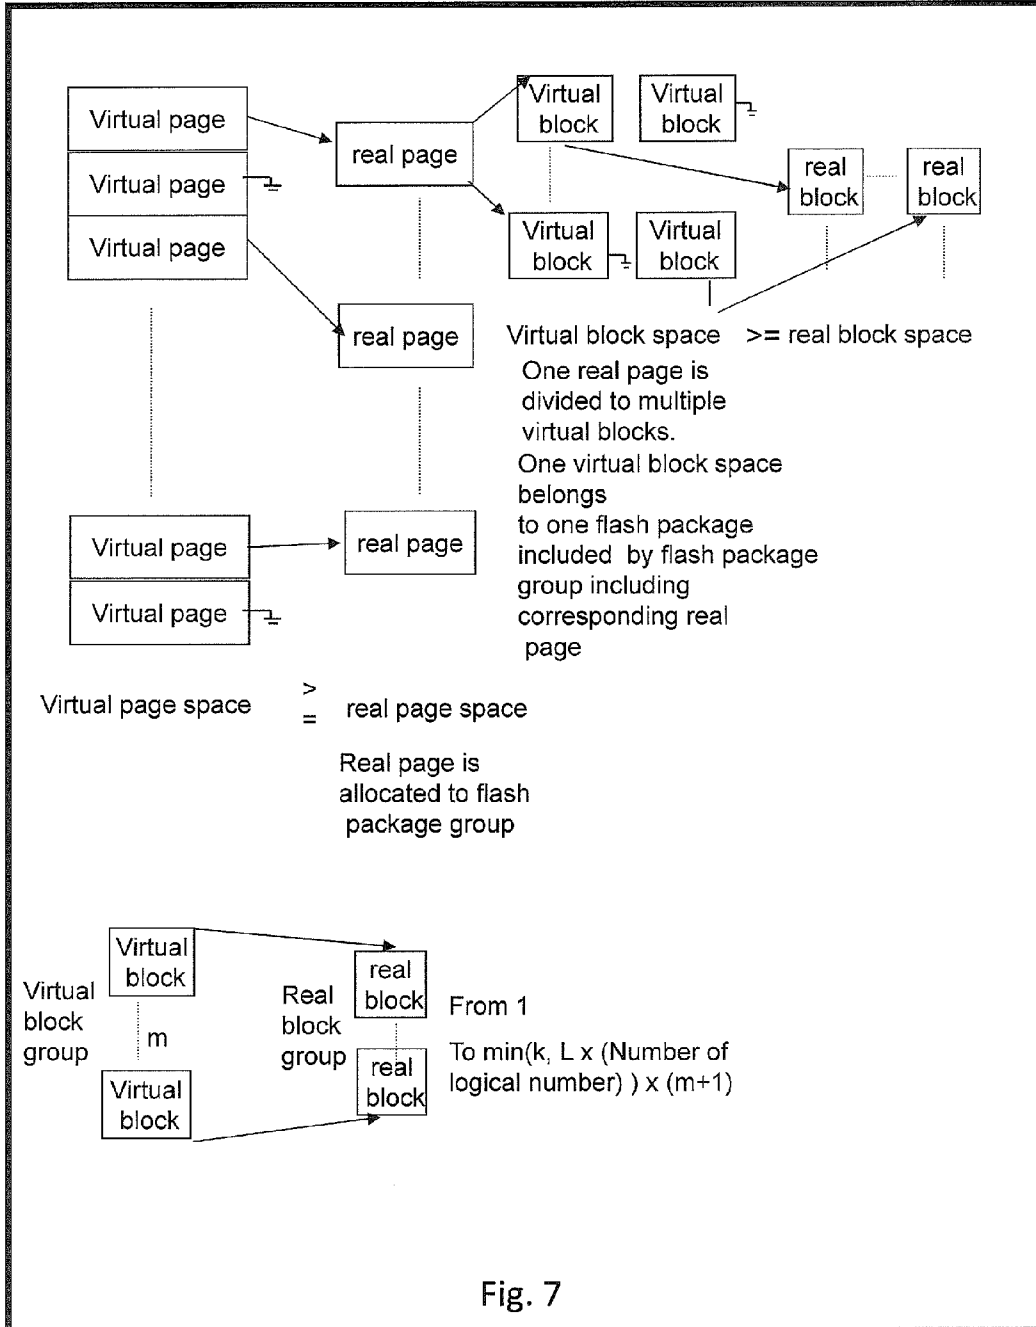 Virtual page
Virtual page
Virtual page
real page
real page
Virtual
block
Virtual
block
Virtual
block
Virtual
block
real
block
real
block
Virtual block space >= real block space
One real page is
divided to multiple
virtual blocks.
One virtual block space
belongs
to one flash package
included by flash package
group including
corresponding real
page
Virtual page
Virtual page
real page
Virtual page space
>
=
real page space
Real page is
allocated to flash
package group
Virtual
block
group
Virtual
block
m
Virtual
block
Real
block
group
real
block
real
block
From 1
To min(k, L x (Number of
logical number) ) x (m+1)
Fig. 7